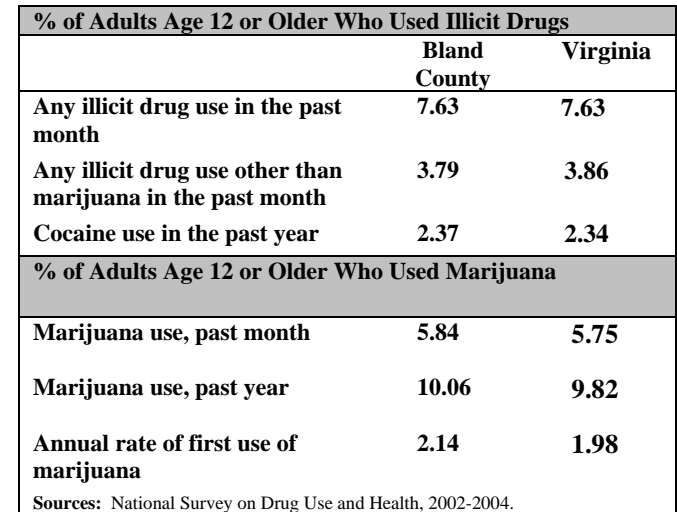 % of Adults Age 12 or Older Who Used Illicit Drugs
Bland Virginia
County
Any illicit drug use in the past 7.63 7.63
month
Any illicit drug use other than 3.79 3.86
marijuana in the past month
Cocaine use in the past year 2.37 2.34
% of Adults Age 12 or Older Who Used Marijuana
Marijuana use, past month 5.84 5.75
Marijuana use, past year 10.06 9.82
Annual rate of first use of 2.14 1.98
marijuana
Sources: National Survey on Drug Use and Health, 2002-2004.